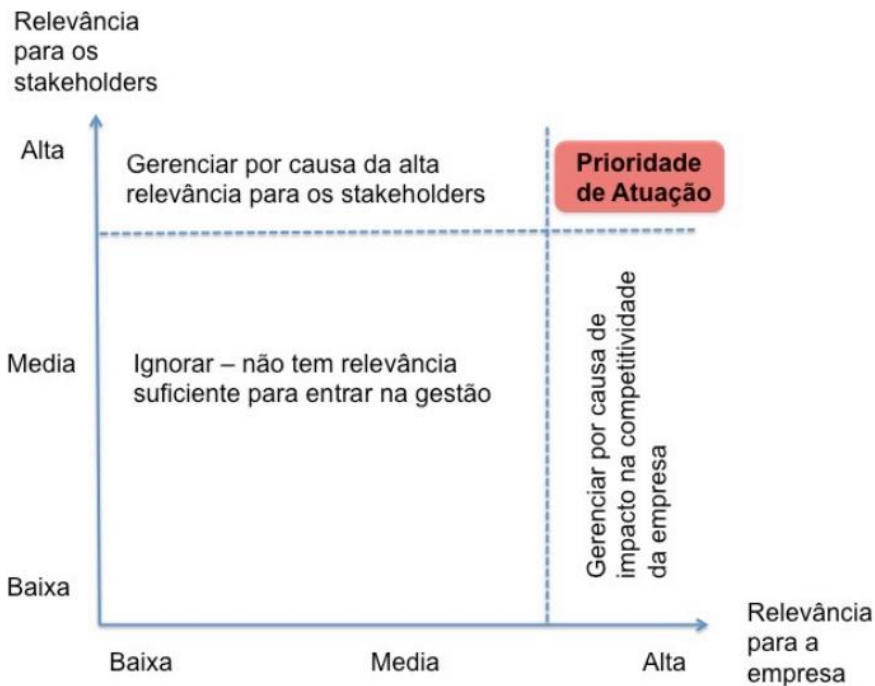 Relevância
para os
stakeholders
Alta
Gerenciar por causa da alta
relevância para os stakeholders
Prioridade
de Atuação
Media
Ignorar – não tem relevância
suficiente para entrar na gestão
Gerenciar por causa de
impacto na competitividade
da empresa
Baixa
Baixa
Media
Alta
Relevância
para a
empresa